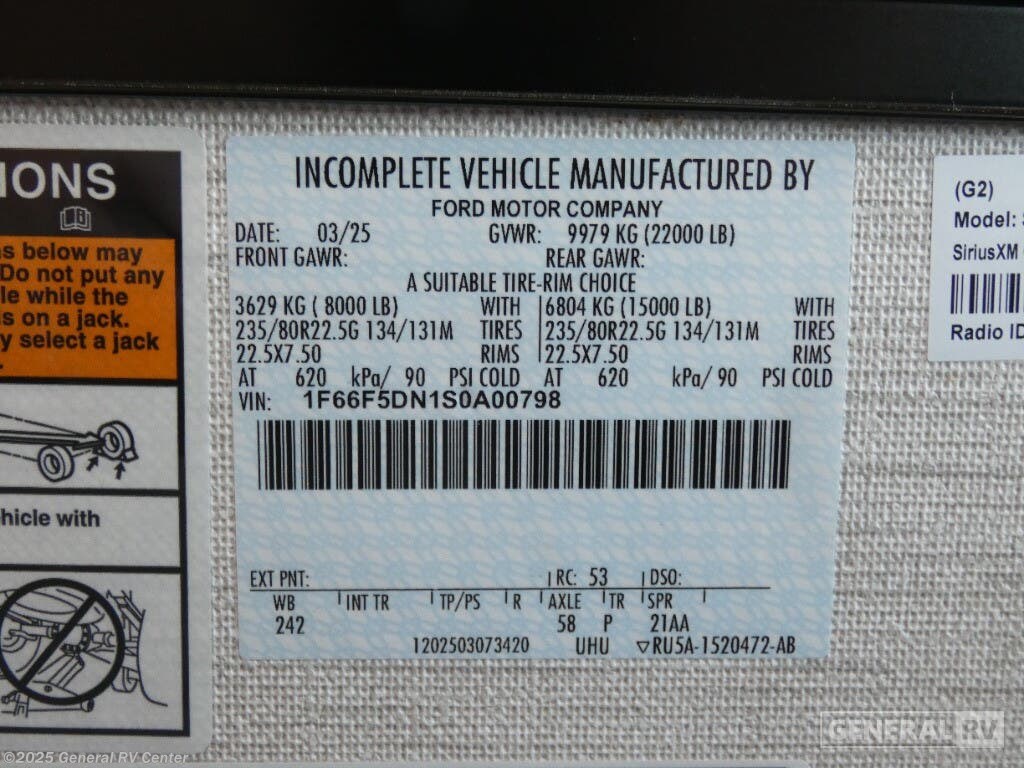 IONS
s below may
Do not put any
le while the
s on a jack.
y select a jack
hicle with
INCOMPLETE VEHICLE MANUFACTURED BY
FORD MOTOR COMPANY
DATE: 03/25 GVWR: 9979 KG (22000 LB)
FRONT GAWR: REAR GAWR:
A SUITABLE TIRE-RIM CHOICE
3629 KG ( 8000 LB) WITH 6804 KG (15000 LB) WITH
235/80R22.5G 134/131M TIRES 235/80R22.5G 134/131M TIRES
22.5X7.50 RIMS 22.5X7.50 RIMS
AT 620 kPa/ 90 PSI COLD AT 620 kPa/ 90 PSI COLD
VIN: 1F66F5DN1S0A00798
EXT PNT: RC: 53 DSO:
WB INT TR TP/PS R AXLE TR SPR
242 58 P 21AA
1202503073420 UHU ▽RU5A-1520472-AB
(G2)
Model:
SiriusXM
Radio ID
GENERAL RV
©2025 General RV Center